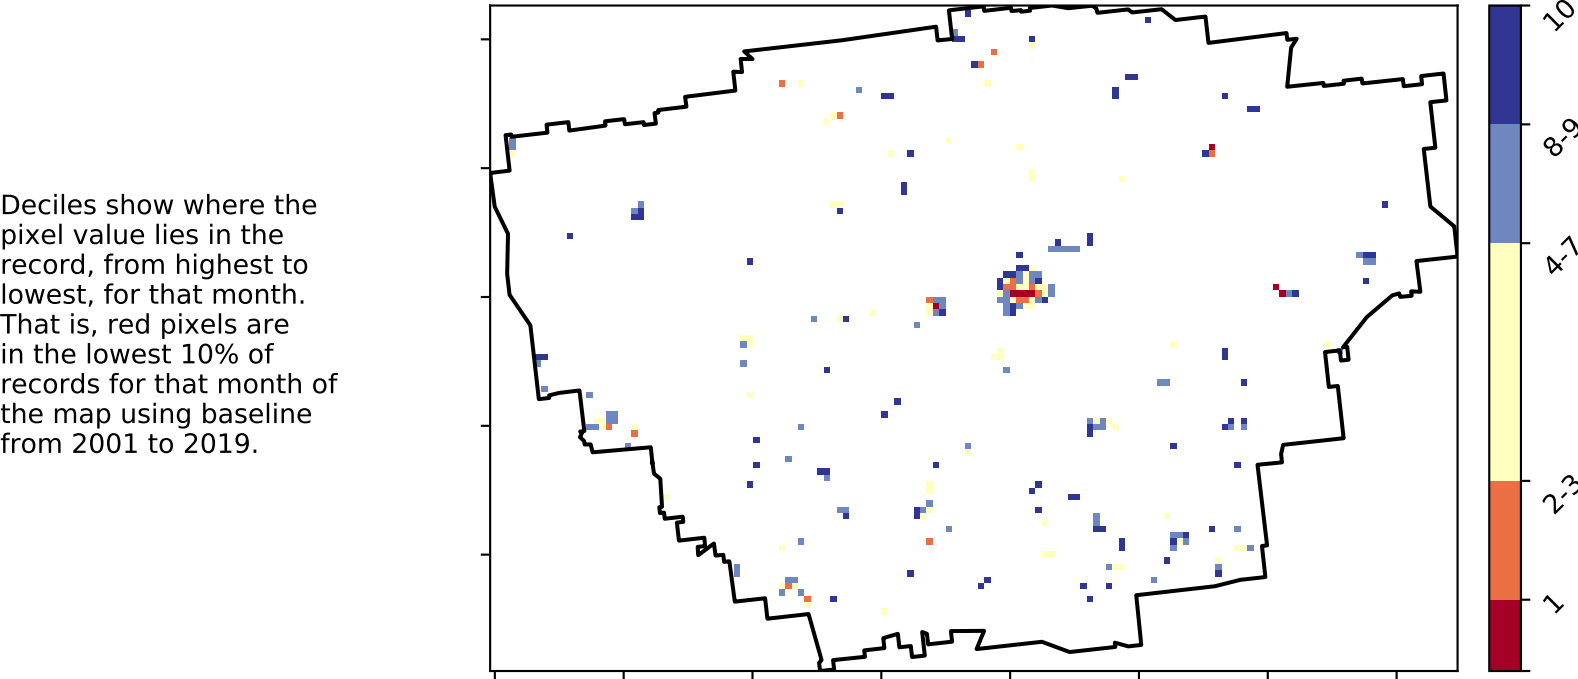 Deciles show where the
pixel value lies in the
record, from highest to
lowest, for that month.
That is, red pixels are
in the lowest 10% of
records for that month of
the map using baseline
from 2001 to 2019.
10
8-9
4-7
2-3
1